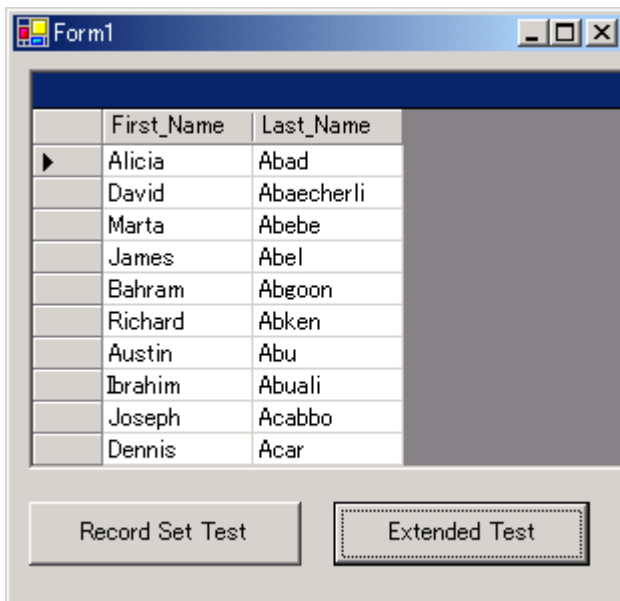 Form1
First_Name Last_Name
Alicia Abad
David Abaecherli
Marta Abebe
James Abel
Bahram Abgoon
Richard Abken
Austin Abu
Ibrahim Abuali
Joseph Acabbo
Dennis Acar
Record Set Test Extended Test